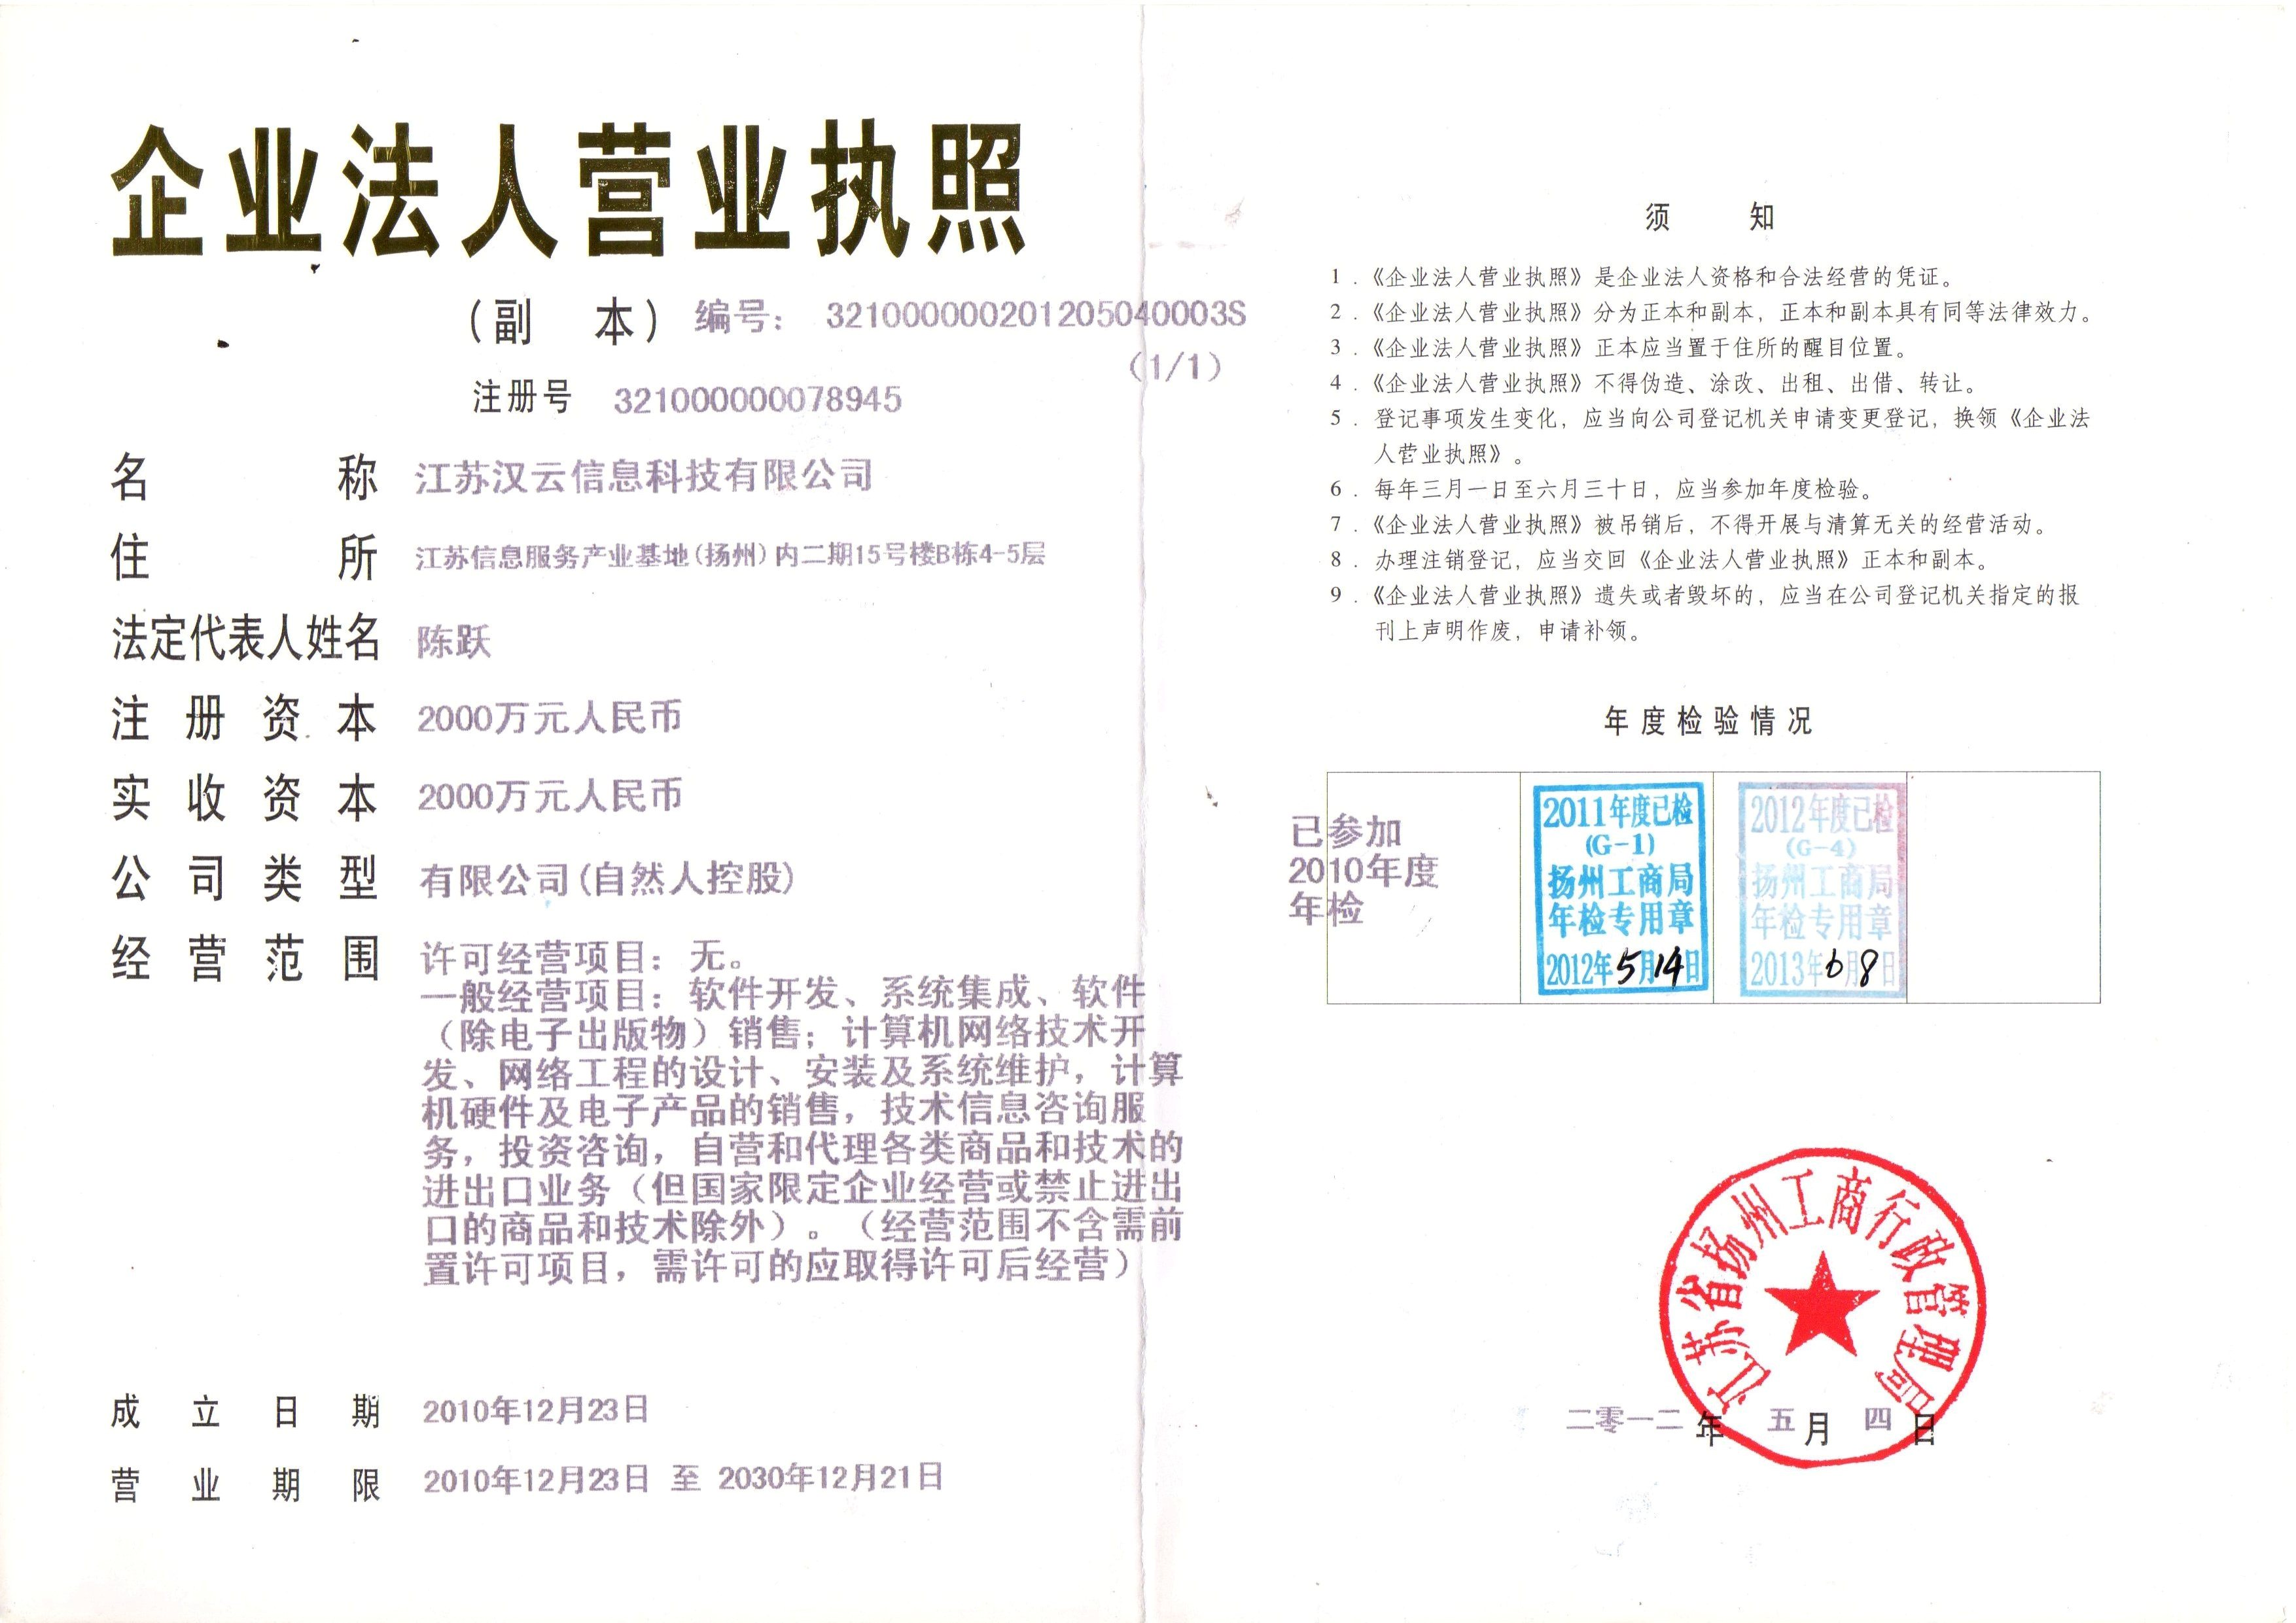 企业法人营业执照
（副 本） 编号： 321000000201205040003S
（1/1）
注册号 321000000078945
名 称 江苏汉云信息科技有限公司
住 所 江苏信息服务产业基地(扬州)内二期15号楼B栋4-5层
法定代表人姓名 陈跃
注 册 资 本 2000万元人民币
实 收 资 本 2000万元人民币
公 司 类 型 有限公司(自然人控股)
经 营 范 围 许可经营项目：无。
一般经营项目：软件开发、系统集成、软件
（除电子出版物）销售；计算机网络技术开
发、网络工程的设计、安装及系统维护，计算
机硬件及电子产品的销售，技术信息咨询服
务，投资咨询，自营和代理各类商品和技术的
进出口业务（但国家限定企业经营或禁止进出
口的商品和技术除外）。（经营范围不含需前
置许可项目，需许可的应取得许可后经营）
成 立 日 期 2010年12月23日
营 业 期 限 2010年12月23日 至 2030年12月21日
须 知
1．《企业法人营业执照》是企业法人资格和合法经营的凭证。
2．《企业法人营业执照》分为正本和副本，正本和副本具有同等法律效力。
3．《企业法人营业执照》正本应当置于住所的醒目位置。
4．《企业法人营业执照》不得伪造、涂改、出租、出借、转让。
5．登记事项发生变化，应当向公司登记机关申请变更登记，换领《企业法
人营业执照》。
6．每年三月一日至六月三十日，应当参加年度检验。
7．《企业法人营业执照》被吊销后，不得开展与清算无关的经营活动。
8．办理注销登记，应当交回《企业法人营业执照》正本和副本。
9．《企业法人营业执照》遗失或者毁坏的，应当在公司登记机关指定的报
刊上声明作废，申请补领。
年度检验情况
已参加
2010年度
年检
2011年度已检
(G-1)
扬州工商局
年检专用章
2012年5月14日
2012年度已检
(G-4)
扬州工商局
年检专用章
2013年6月8日
江苏省扬州工商行政管理局
二零一二 年 五 月 四 日